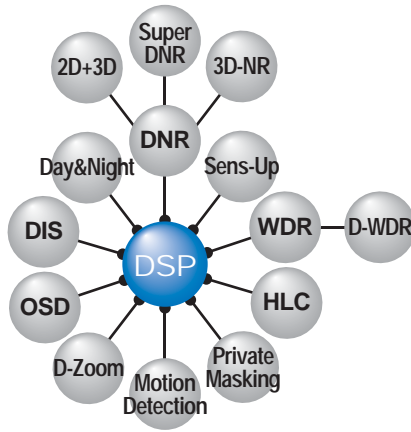 Super
DNR
2D+3D
3D-NR
DNR
Day&Night
Sens-Up
DIS
WDR
D-WDR
DSP
OSD
HLC
D-Zoom
Motion
Detection
Private
Masking